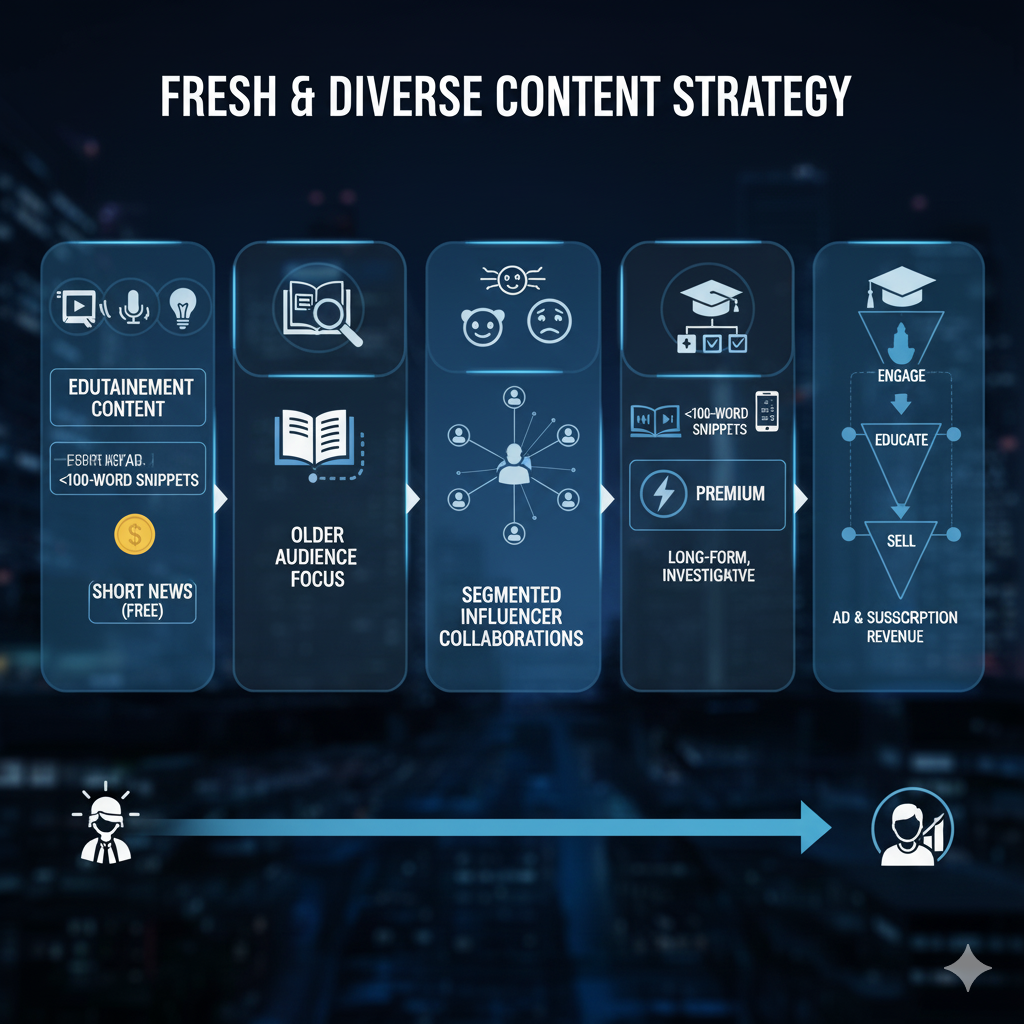 FRESH & DIVERSE CONTENT STRATEGY
EDUTAINEMENT
CONTENT
<100-WORD SNIPPETS
$
SHORT NEWS
(FREE)
OLDER
AUDIENCE
FOCUS
SEGMENTED
INFLUENCER
COLLABORATIONS
<100-WORD
SNIPPETS
PREMIUM
LONG-FORM,
ENGAGE
EDUCATE
SELL
AD & SUSSCRPTION
REVENUE